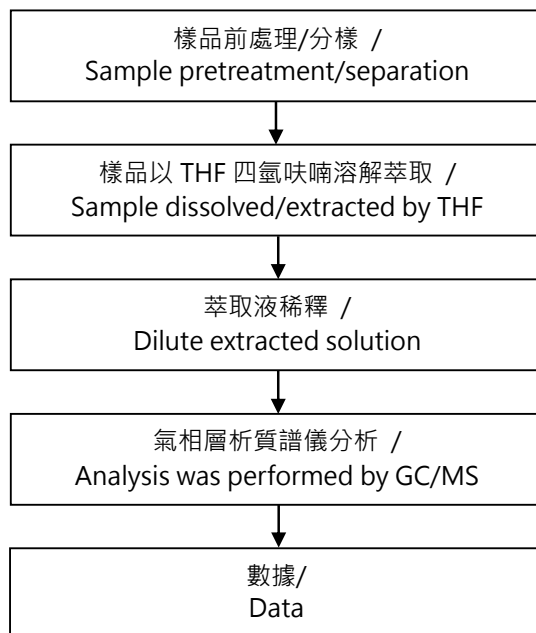 樣品前處理/分樣 /
Sample pretreatment/separation
樣品以 THF 四氫呋喃溶解萃取 /
Sample dissolved/extracted by THF
萃取液稀釋 /
Dilute extracted solution
氣相層析質譜儀分析 /
Analysis was performed by GC/MS
數據/
Data